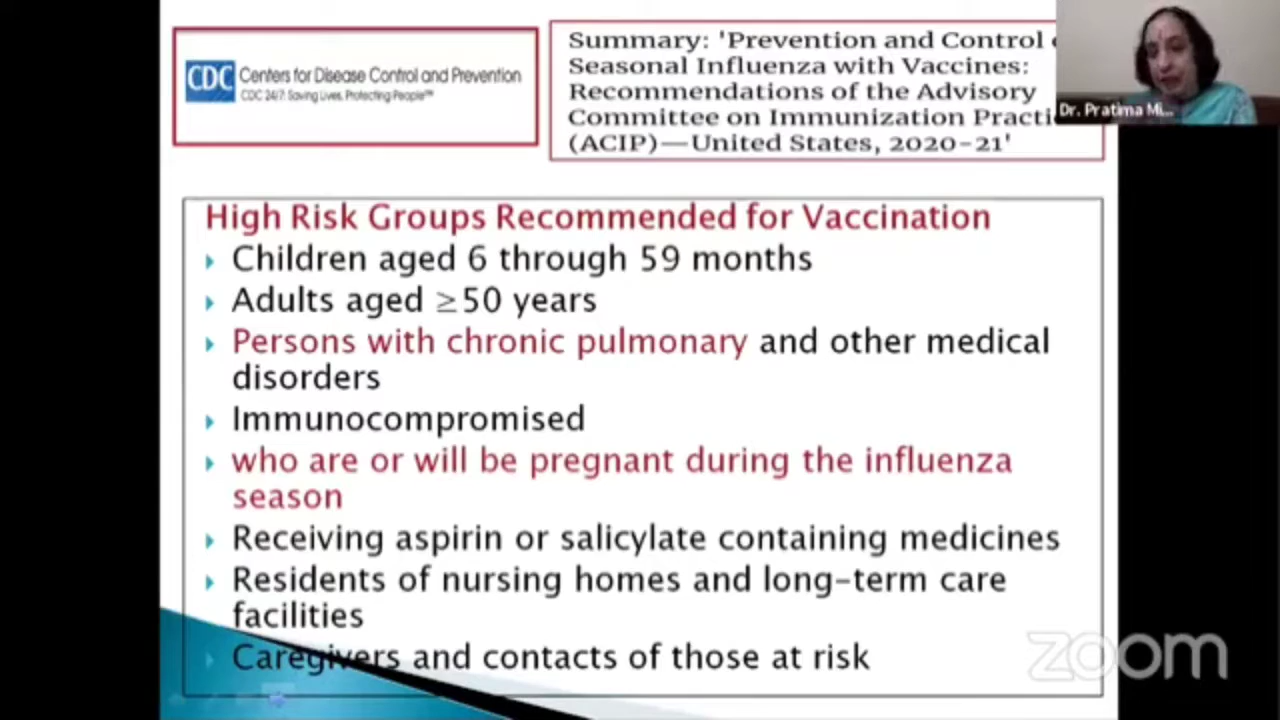 CDC Centers for Disease Control and Prevention
CDC 24/7: Saving Lives, Protecting People™
Summary: 'Prevention and Control
Seasonal Influenza with Vaccines:
Recommendations of the Advisory
Committee on Immunization Practi
(ACIP)—United States, 2020-21'
Dr. Pratima Mi...
High Risk Groups Recommended for Vaccination
Children aged 6 through 59 months
Adults aged ≥50 years
Persons with chronic pulmonary and other medical
disorders
Immunocompromised
who are or will be pregnant during the influenza
season
Receiving aspirin or salicylate containing medicines
Residents of nursing homes and long-term care
facilities
Caregivers and contacts of those at risk
zoom